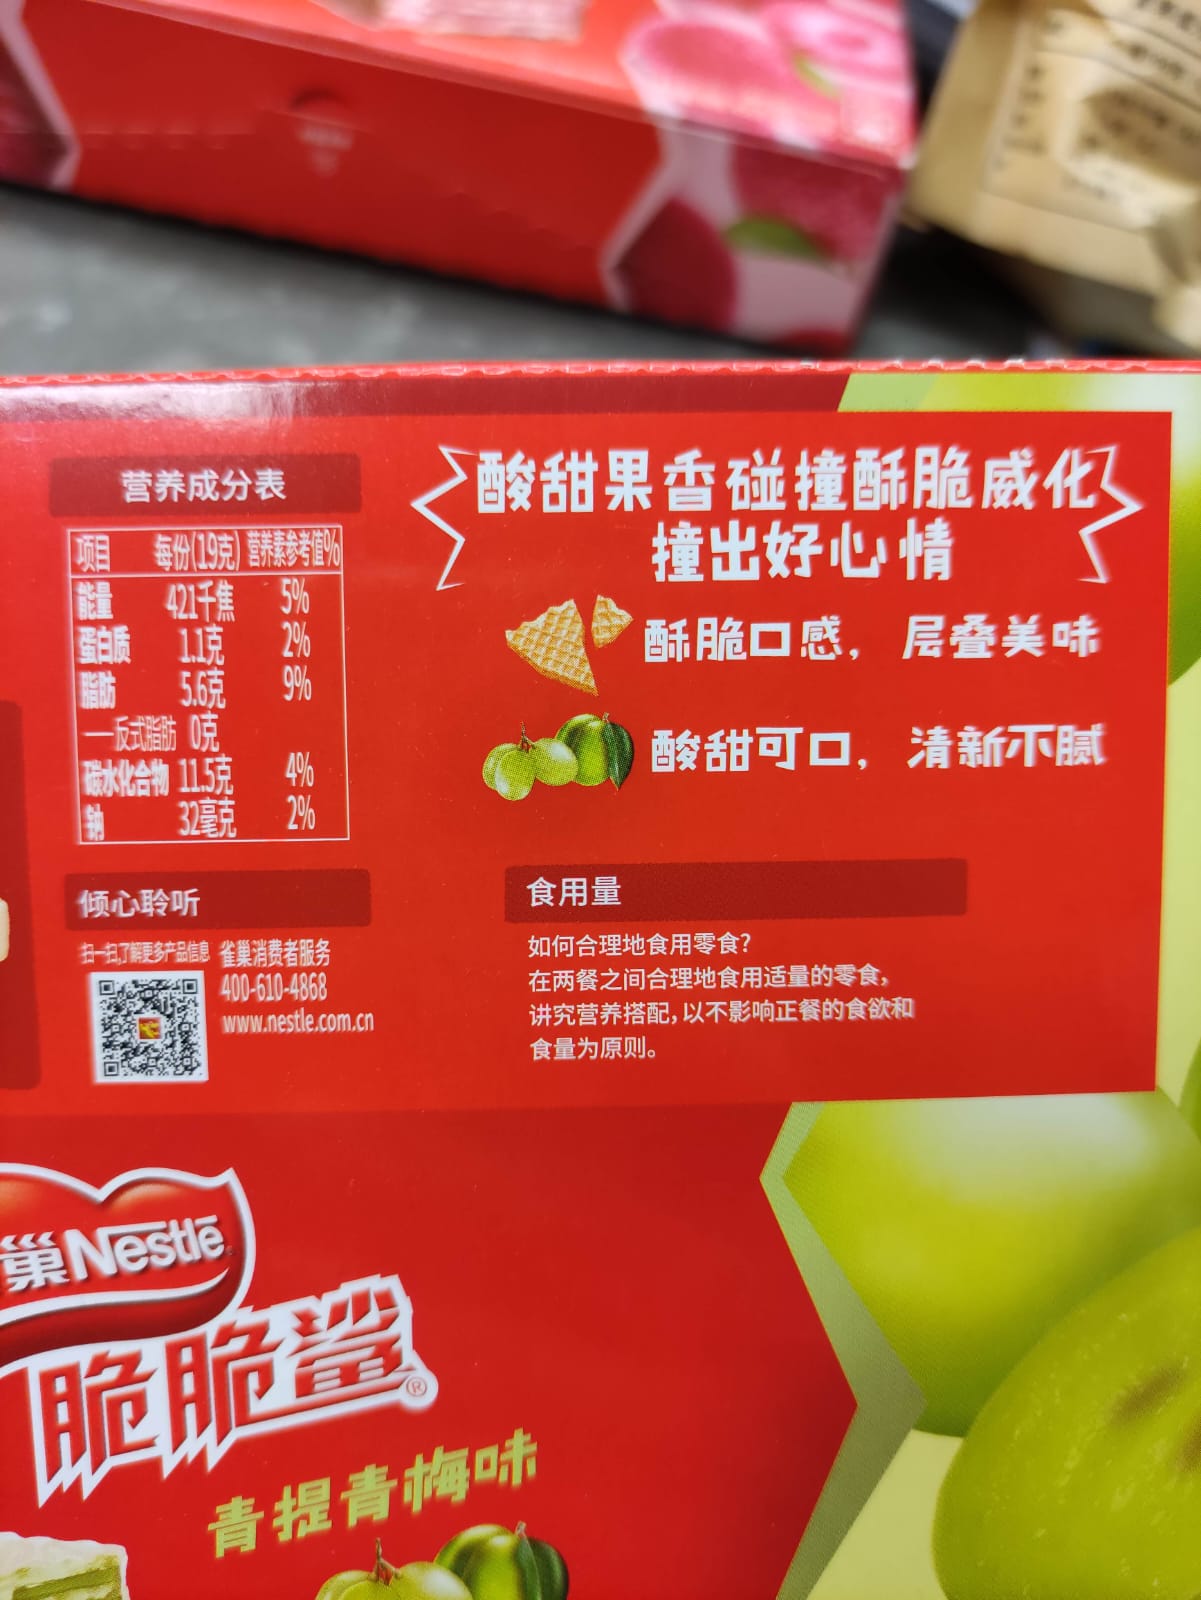 营养成分表
项目 每份(19克) 营养素参考值%
能量 421千焦 5%
蛋白质 1.1克 2%
脂肪 5.6克 9%
—反式脂肪 0克
碳水化合物 11.5克 4%
钠 32毫克 2%
酸甜果香碰撞酥脆威化
撞出好心情
酥脆口感，层叠美味
酸甜可口，清新不腻
倾心聆听
扫一扫,了解更多产品信息
雀巢消费者服务
400-610-4868
www.nestle.com.cn
食用量
如何合理地食用零食?
在两餐之间合理地食用适量的零食,
讲究营养搭配,以不影响正餐的食欲和
食量为原则。
巢Nestlé
脆脆鲨®
青提青梅味